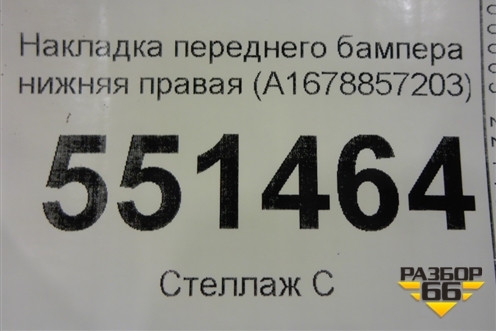 Накладка переднего бампера
нижняя правая (A1678857203)
551464
Стеллаж С
РАЗБОР
66